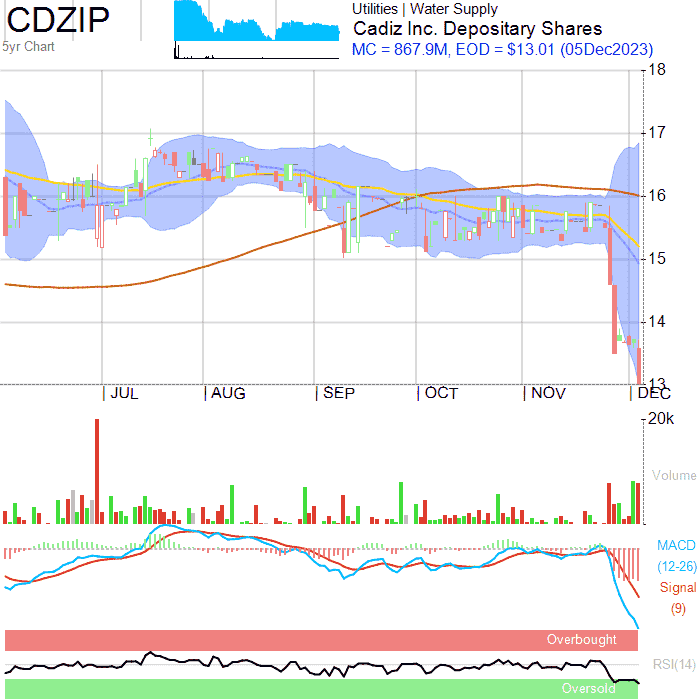 CDZIP
5yr Chart
Utilities | Water Supply
Cadiz Inc. Depositary Shares
MC = 867.9M, EOD = $13.01 (05Dec2023)
18
17
16
15
14
13
JUL AUG SEP OCT NOV DEC
20k
Volume
MACD
(12-26)
Signal
(9)
Overbought
RSI(14)
Oversold